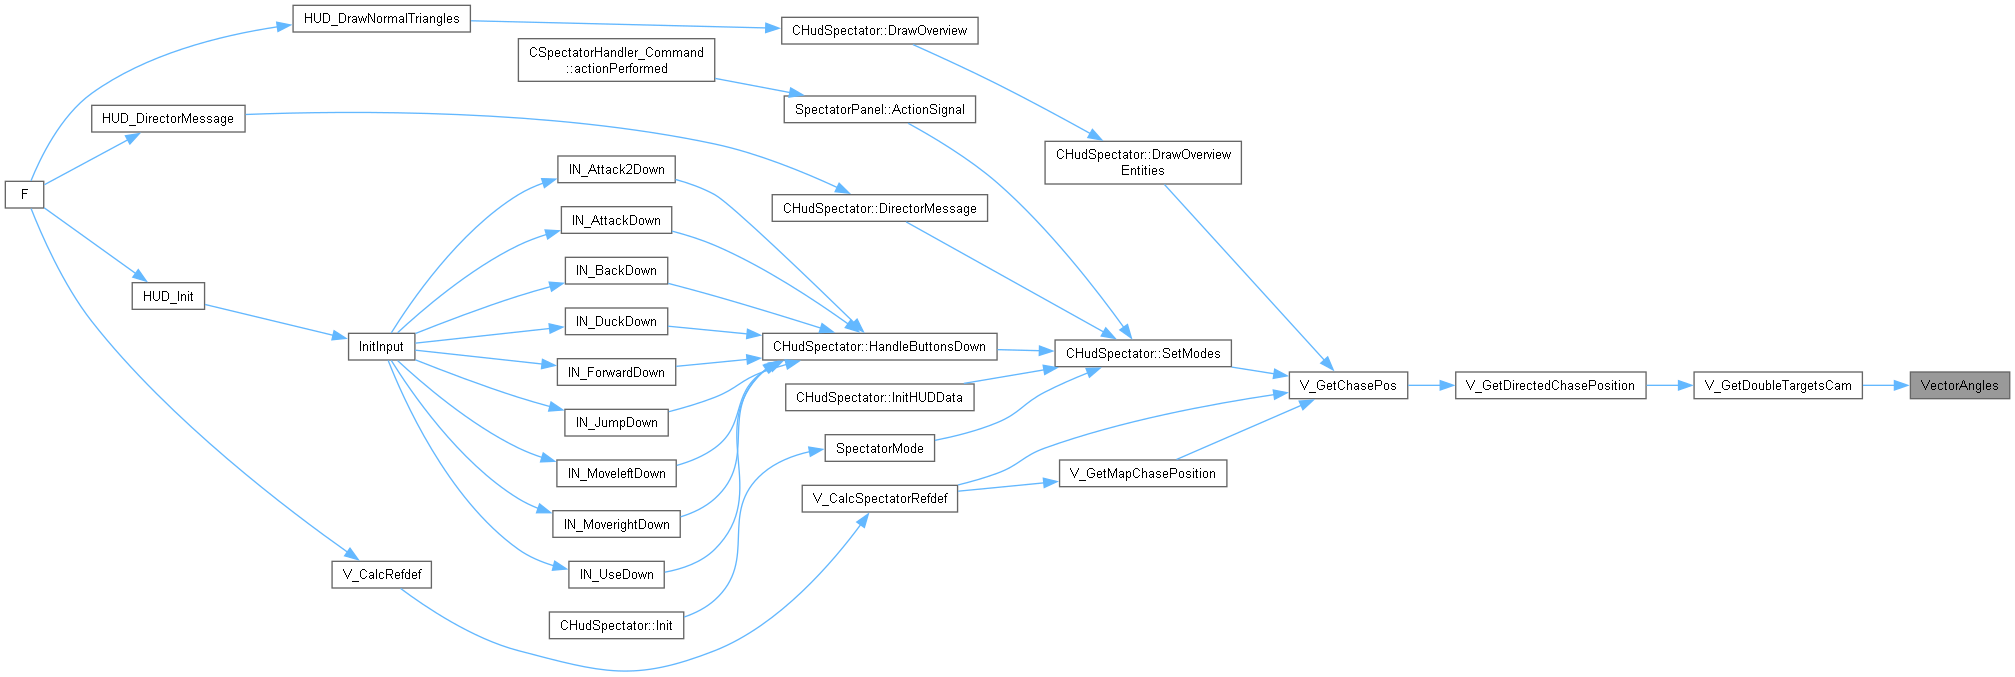 HUD_DrawNormalTriangles
CHudSpectator::DrawOverview
CSpectatorHandler_Command
::actionPerformed
SpectatorPanel::ActionSignal
HUD_DirectorMessage
CHudSpectator::DrawOverview
Entities
IN_Attack2Down
F
CHudSpectator::DirectorMessage
IN_AttackDown
IN_BackDown
HUD_Init
IN_DuckDown
InitInput
CHudSpectator::HandleButtonsDown
CHudSpectator::SetModes
IN_ForwardDown
V_GetChasePos
V_GetDirectedChasePosition
V_GetDoubleTargetsCam
VectorAngles
CHudSpectator::InitHUDData
IN_JumpDown
SpectatorMode
IN_MoveleftDown
V_GetMapChasePosition
V_CalcSpectatorRefdef
IN_MoverightDown
V_CalcRefdef
IN_UseDown
CHudSpectator::Init